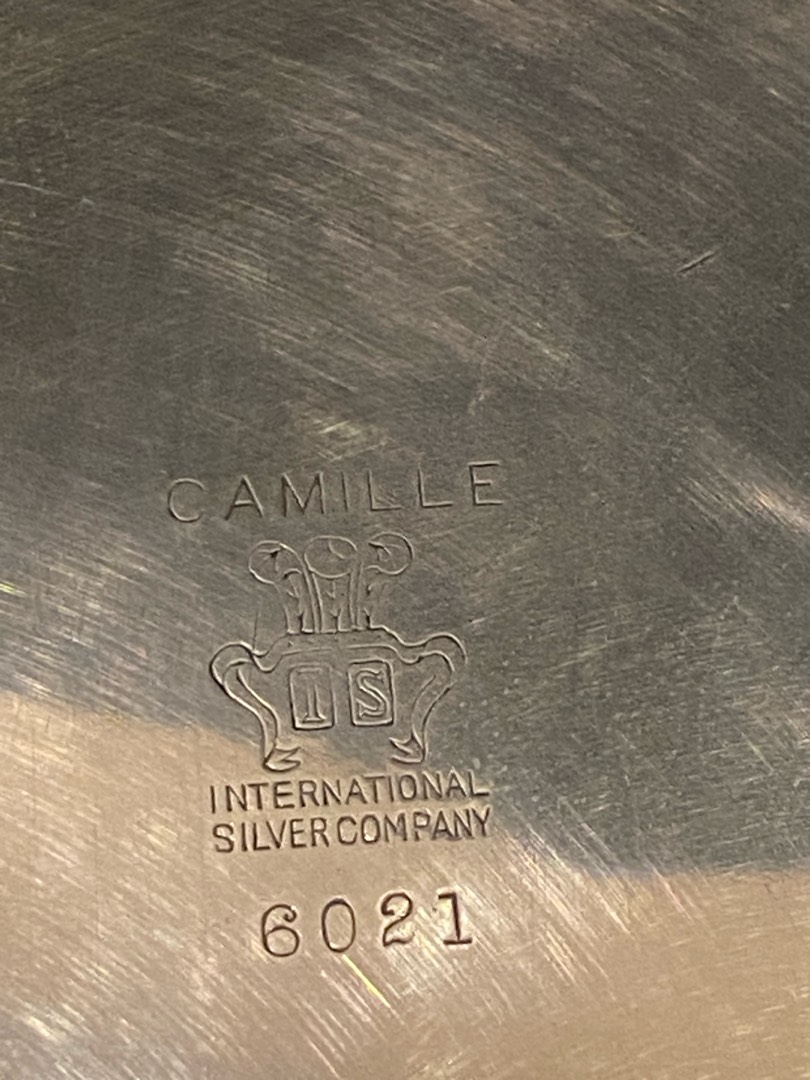 CAMILLE
IS
INTERNATIONAL
SILVER COMPANY
6021